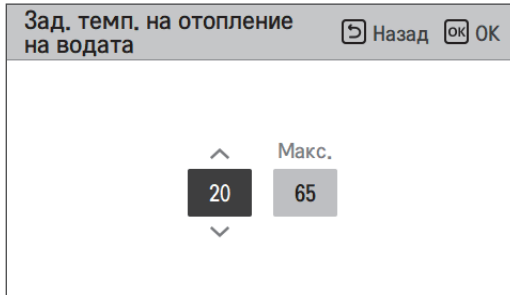 Зад. темп. на отопление
на водата
Назад OK OK
Макс.
20 65